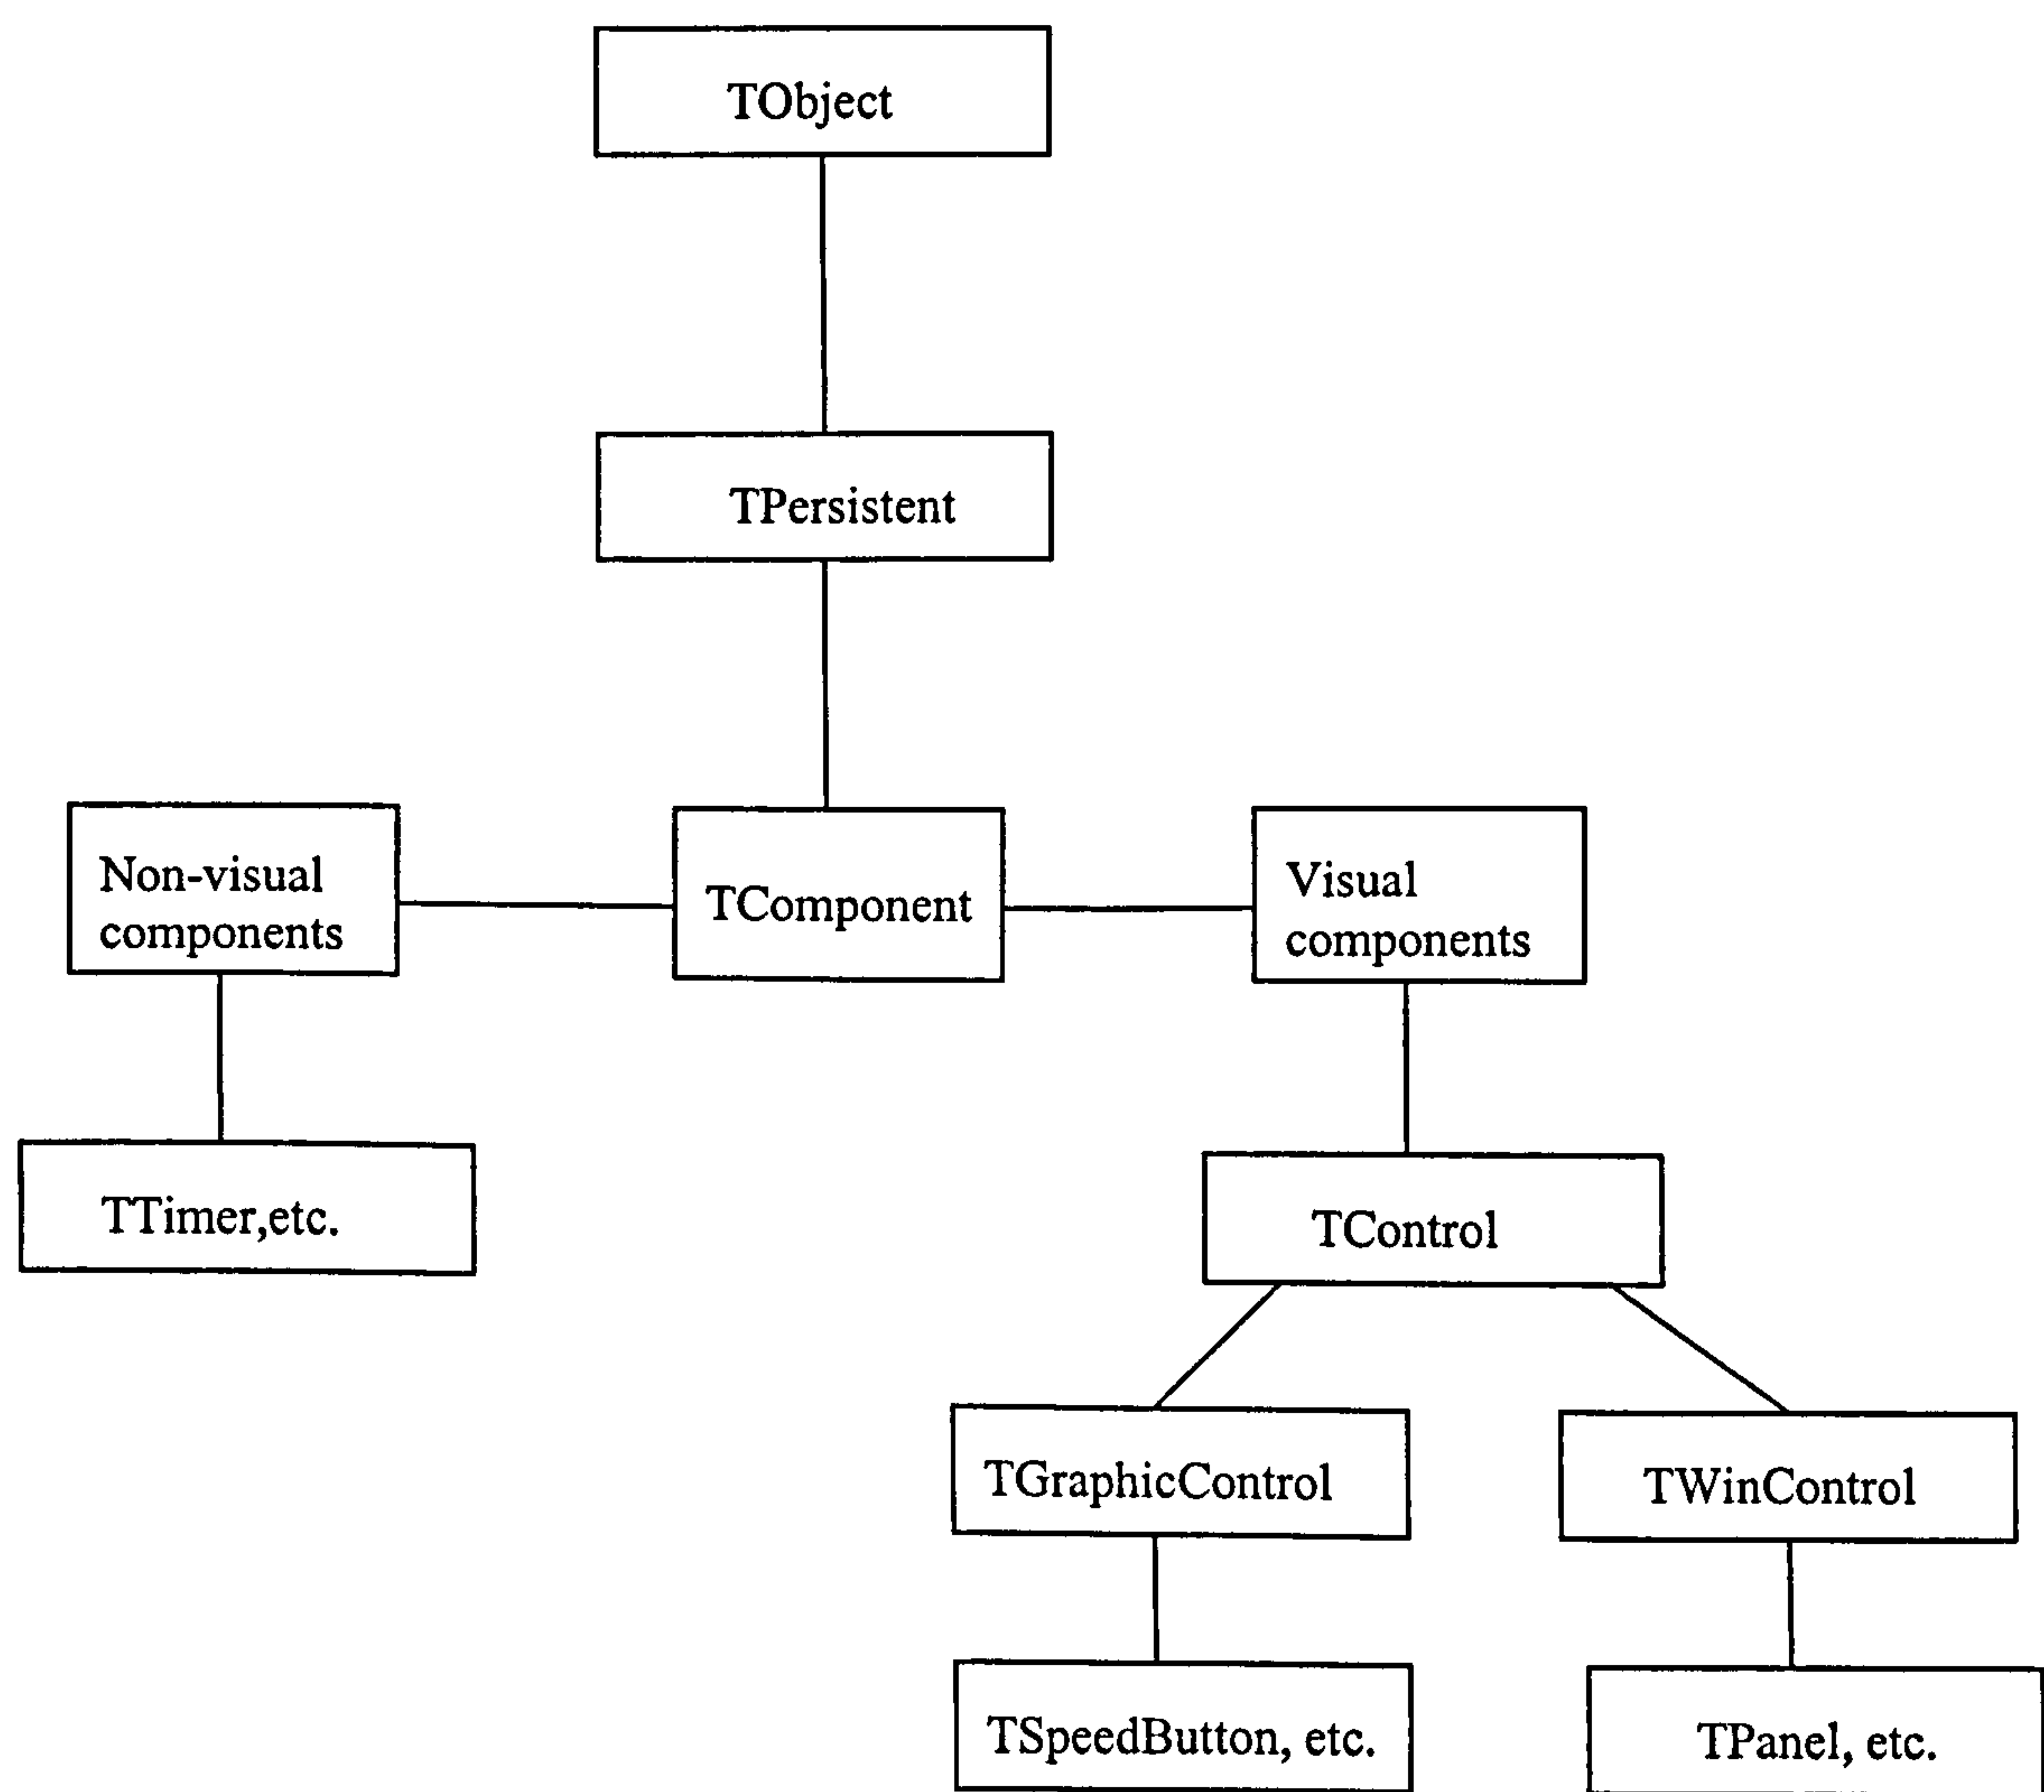 TObject
TPersistent
Non-visual
components
TComponent
Visual
components
TTimer,etc.
TControl
TGraphicControl
TWinControl
TSpeedButton, etc.
TPanel, etc.